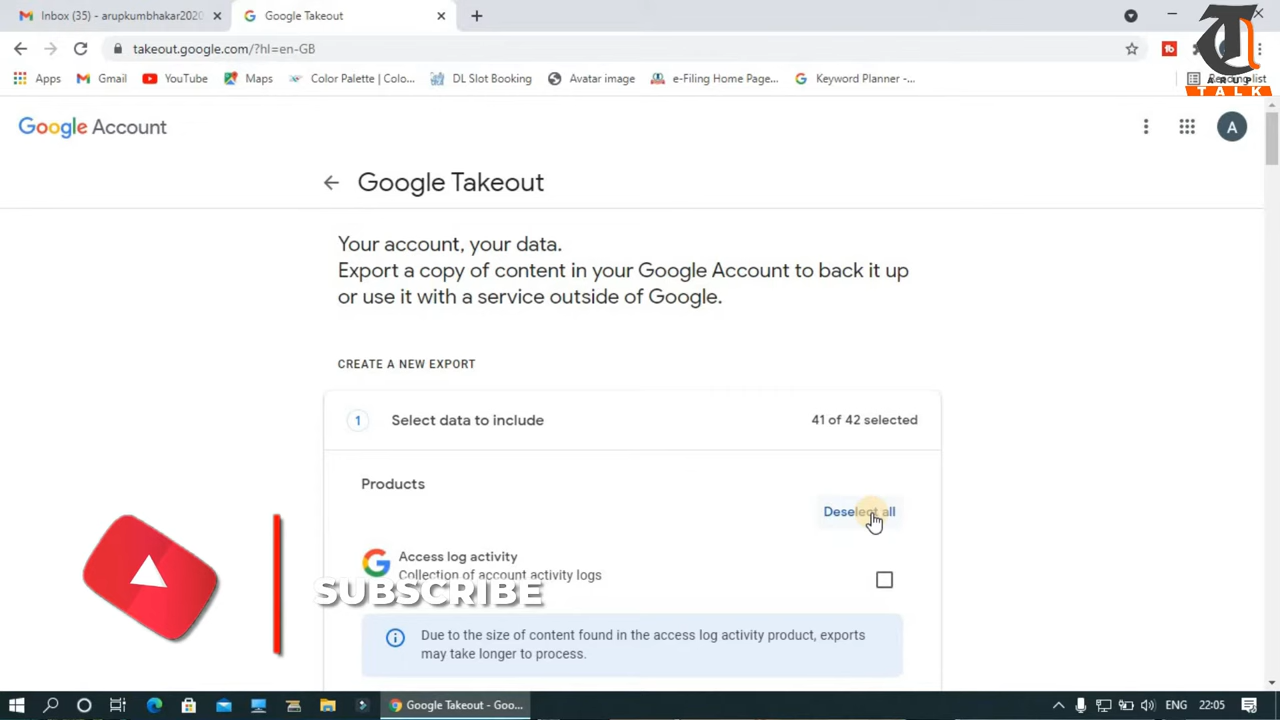 Inbox (35) - arupkumbhakar2020
Google Takeout
takeout.google.com/?hl=en-GB
Apps
Gmail
YouTube
Maps
Color Palette | Colo...
DL Slot Booking
Avatar image
e-Filing Home Page...
Keyword Planner -...
Reading list
ARUP
TALK
Google Account
A
Google Takeout
Your account, your data.
Export a copy of content in your Google Account to back it up
or use it with a service outside of Google.
CREATE A NEW EXPORT
1
Select data to include
41 of 42 selected
Products
Deselect all
Access log activity
Collection of account activity logs
SUBSCRIBE
Due to the size of content found in the access log activity product, exports
may take longer to process.
Google Takeout - Goo...
ENG
22:05